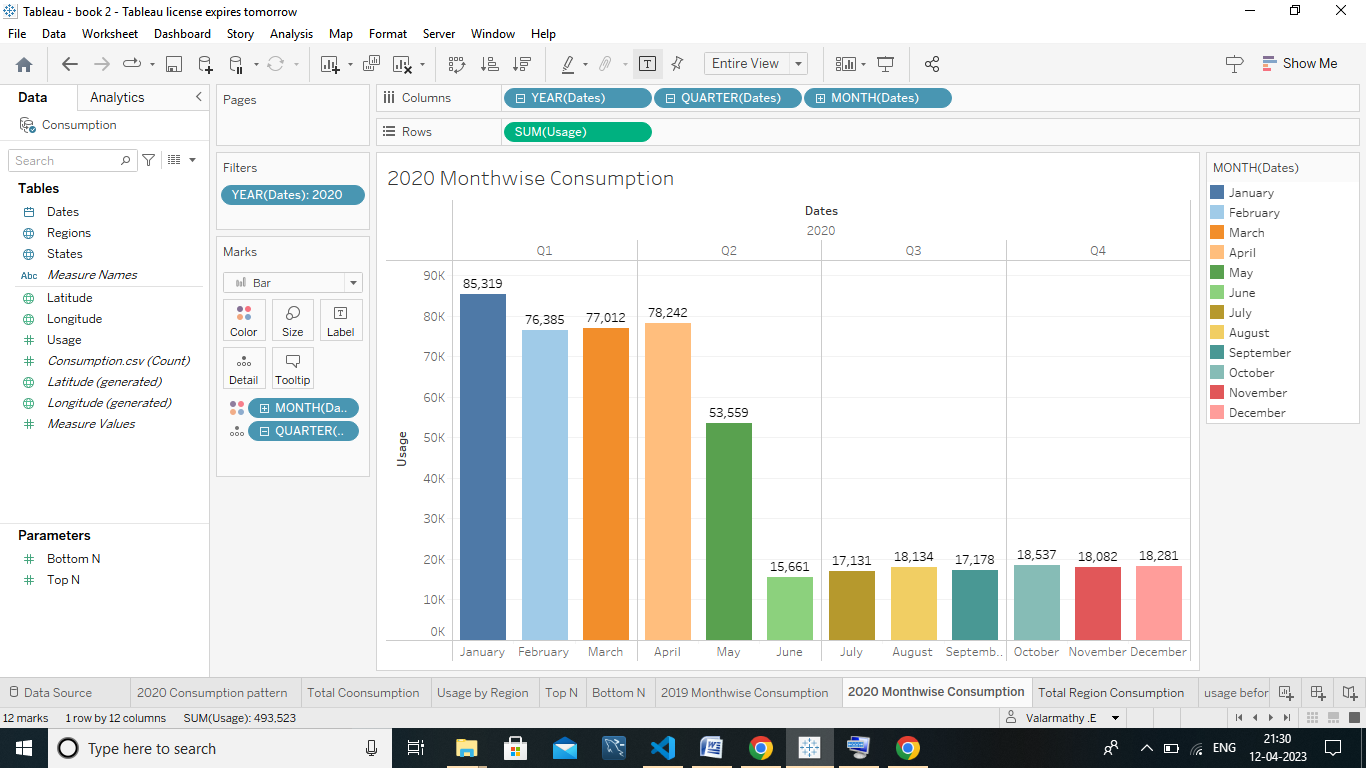 Tableau - book 2 - Tableau license expires tomorrow
File Data Worksheet Dashboard Story Analysis Map Format Server Window Help
Entire View
Show Me
Data Analytics
Consumption
Search
Tables
Dates
Regions
States
Abc Measure Names
Latitude
Longitude
Usage
Consumption.csv (Count)
Latitude (generated)
Longitude (generated)
Measure Values
Parameters
Bottom N
Top N
Pages
Filters
YEAR(Dates): 2020
Marks
Bar
Color Size Label
Detail Tooltip
MONTH(Da..
QUARTER(..
Columns YEAR(Dates) QUARTER(Dates) MONTH(Dates)
Rows SUM(Usage)
2020 Monthwise Consumption
Dates
2020
Q1 Q2 Q3 Q4
Usage
90K
80K
70K
60K
50K
40K
30K
20K
10K
0K
85,319
76,385
77,012
78,242
53,559
15,661
17,131
18,134
17,178
18,537
18,082
18,281
January February March April May June July August Septemb.. October November December
MONTH(Dates)
January
February
March
April
May
June
July
August
September
October
November
December
Data Source 2020 Consumption pattern Total Coonsumption Usage by Region Top N Bottom N 2019 Monthwise Consumption 2020 Monthwise Consumption Total Region Consumption usage befor
12 marks 1 row by 12 columns SUM(Usage): 493,523 Valarmathy .E
Type here to search
ENG
21:30
12-04-2023